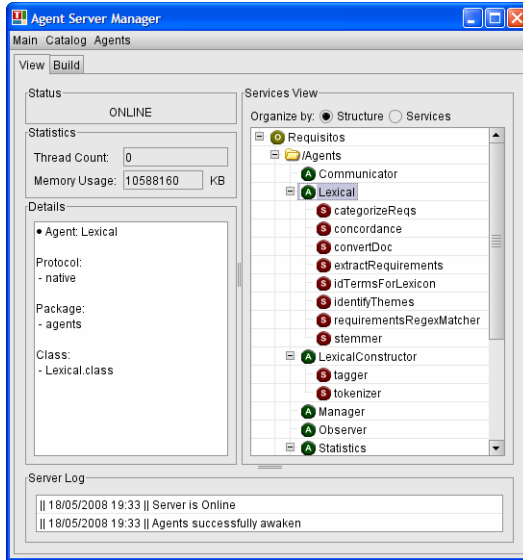 Agent Server Manager
Main Catalog Agents
View Build
Status
ONLINE
Statistics
Thread Count: 0
Memory Usage: 10588160 KB
Details
● Agent: Lexical
Protocol:
- native
Package:
- agents
Class:
- Lexical.class
Services View
Organize by: Structure Services
O Requisitos
/Agents
A Communicator
A Lexical
S categorizeReqs
S concordance
S convertDoc
S extractRequirements
S idTermsForLexicon
S identifyThemes
S requirementsRegexMatcher
S stemmer
A LexicalConstructor
S tagger
S tokenizer
A Manager
A Observer
A Statistics
Server Log
|| 18/05/2008 19:33 || Server is Online
|| 18/05/2008 19:33 || Agents successfully awaken